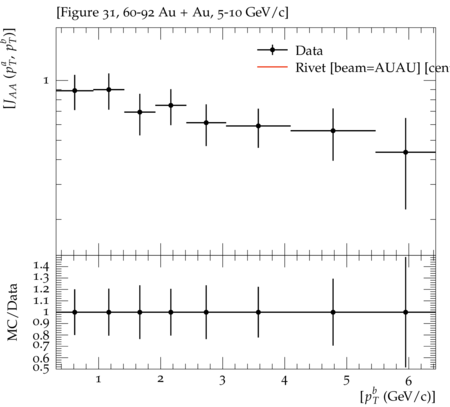 [Figure 31, 60-92 Au + Au, 5-10 GeV/c]
[J_AA (p_T^a, p_T^b)]
Data
Rivet [beam=AUAU] [cen
1
MC/Data
1.4
1.3
1.2
1.1
1
0.9
0.8
0.7
0.6
0.5
1 2 3 4 5 6
[p_T^b (GeV/c)]